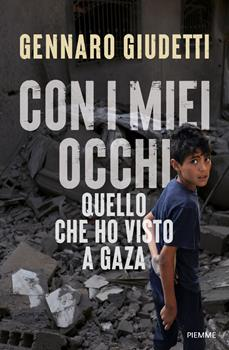 GENNARO GIUDETTI
CON I MIEI
OCCHI
QUELLO
CHE HO VISTO
A GAZA
PIEMME